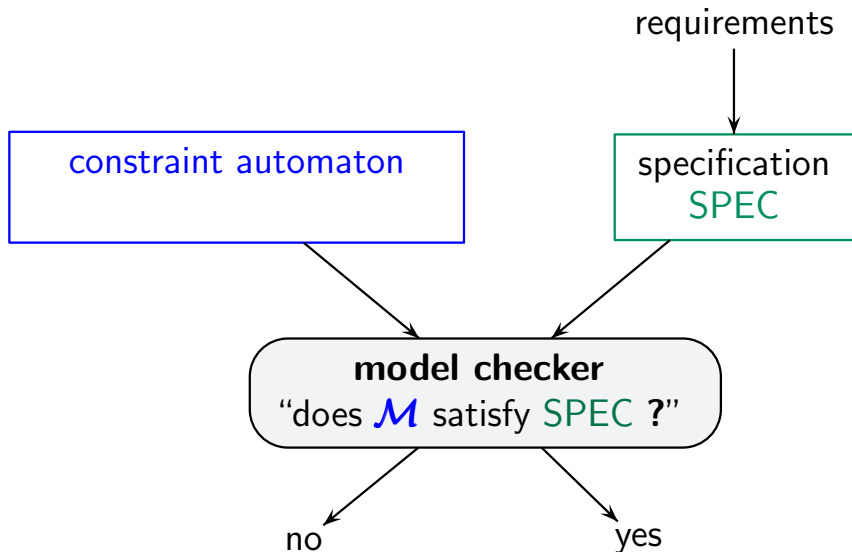 requirements
constraint automaton
specification
SPEC
model checker
“does ℳ satisfy SPEC ?”
no
yes